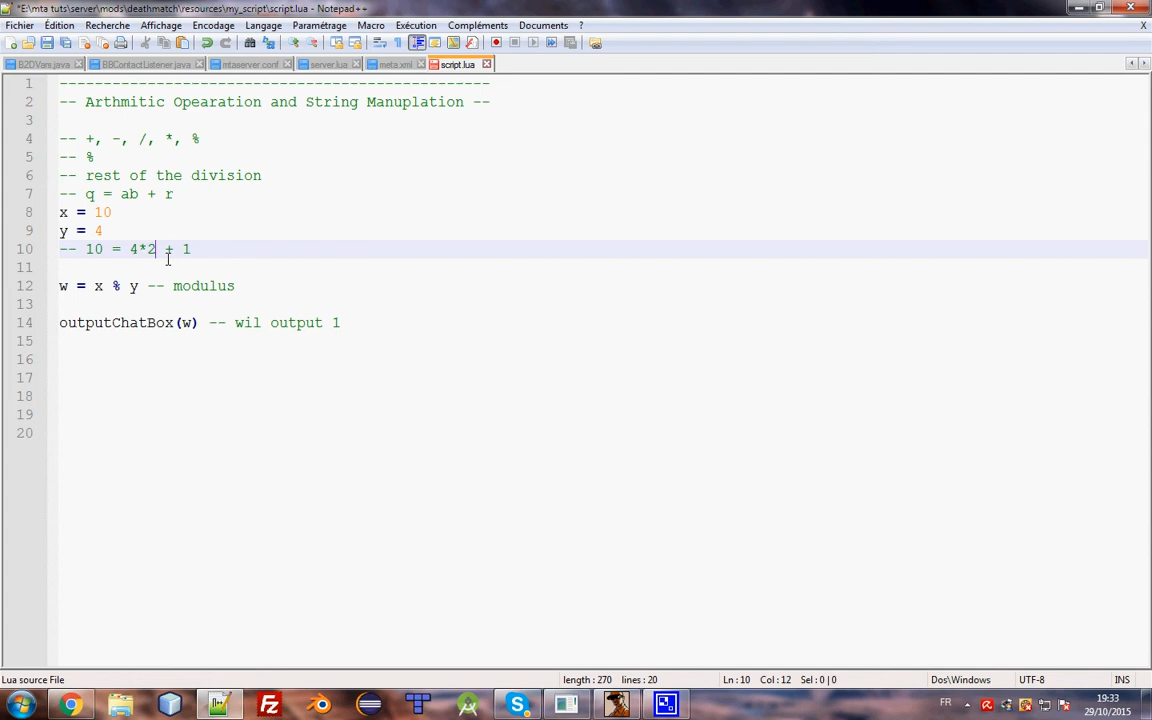 *E:\mta tuts\server\mods\deathmatch\resources\my_script\script.lua - Notepad++
Fichier Édition Recherche Affichage Encodage Langage Paramétrage Macro Exécution Compléments Documents ? X
B2DVam.java BBContactListener.java mtaserver.conf server.lua meta.xml script.lua
1 ------------------------------------------------
2 -- Arthmitic Opearation and String Manuplation --
3
4 -- +, -, /, *, %
5 -- %
6 -- rest of the division
7 -- q = ab + r
8 x = 10
9 y = 4
10 -- 10 = 4*2 + 1
11
12 w = x % y -- modulus
13
14 outputChatBox(w) -- wil output 1
15
16
17
18
19
20
Lua source File length : 270 lines : 20 Ln : 10 Col : 12 Sel : 0 | 0 Dos\Windows UTF-8 INS
FR 19:33
29/10/2015